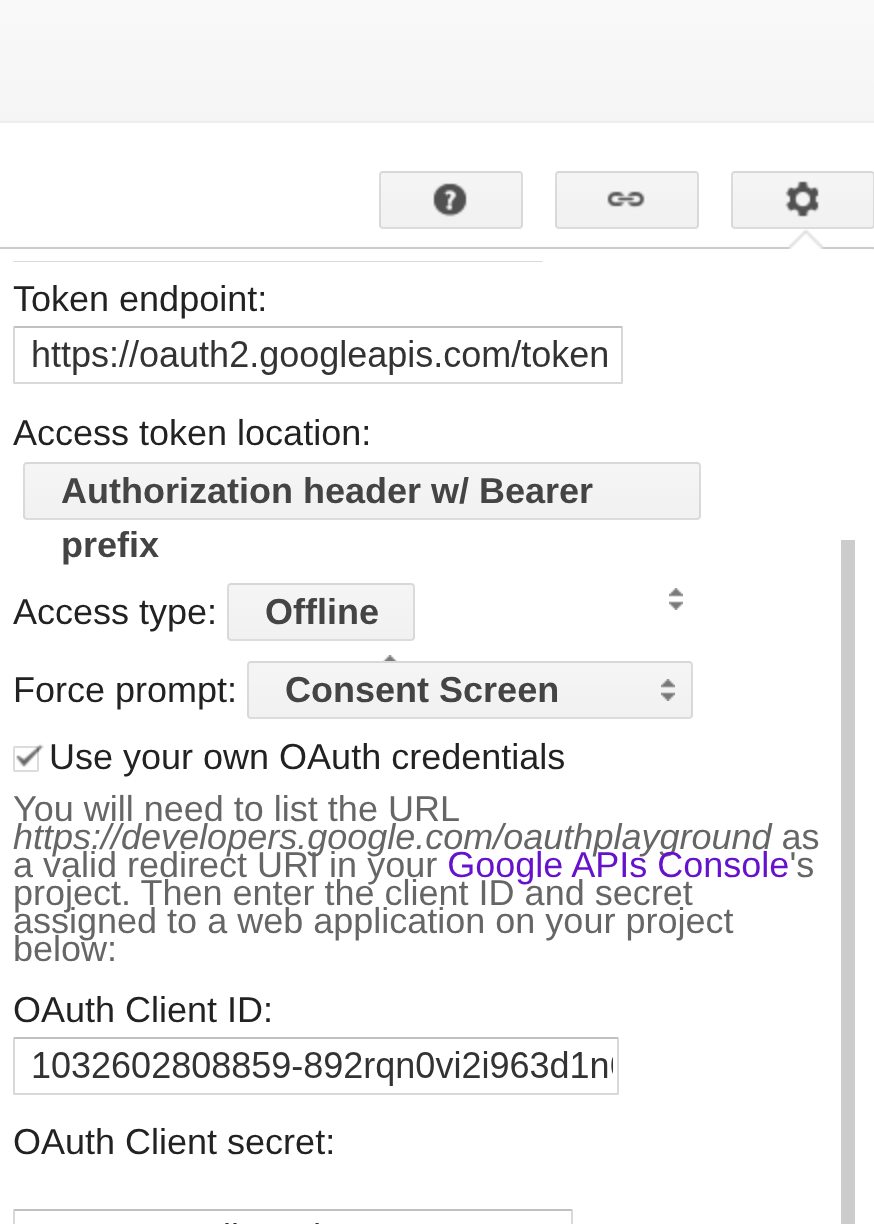 Token endpoint:
https://oauth2.googleapis.com/token
Access token location:
Authorization header w/ Bearer
prefix
Access type: Offline
Force prompt: Consent Screen
Use your own OAuth credentials
You will need to list the URL
https://developers.google.com/oauthplayground as
a valid redirect URI in your Google APIs Console's
project. Then enter the client ID and secret
assigned to a web application on your project
below:
OAuth Client ID:
1032602808859-892rqn0vi2i963d1n
OAuth Client secret: